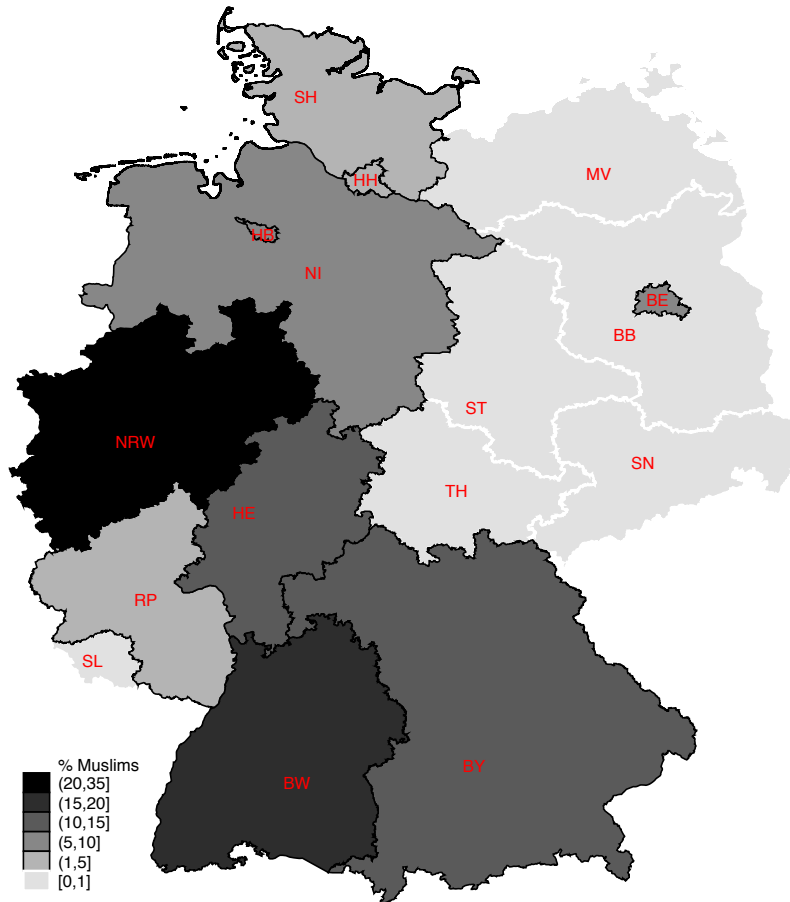 SH
MV
HH
HB
NI
BE
BB
ST
NRW
SN
TH
HE
RP
SL
BY
BW
% Muslims
(20,35]
(15,20]
(10,15]
(5,10]
(1,5]
[0,1]